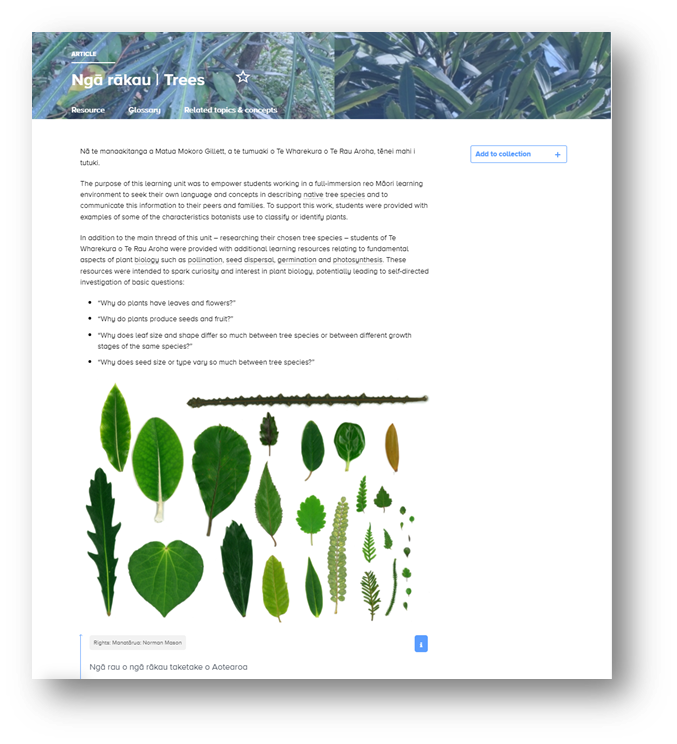 ARTICLE
Ngā rākau | Trees
Resource Glossary Related topics & concepts
Nā te manaakitanga a Matua Mokoro Gillett, a te tumuaki o Te Wharekura o Te Rau Aroha, tēnei mahi i
tutuki.
Add to collection +
The purpose of this learning unit was to empower students working in a full-immersion reo Māori learning
environment to seek their own language and concepts in describing native tree species and to
communicate this information to their peers and families. To support this work, students were provided with
examples of some of the characteristics botanists use to classify or identify plants.
In addition to the main thread of this unit – researching their chosen tree species – students of Te
Wharekura o Te Rau Aroha were provided with additional learning resources relating to fundamental
aspects of plant biology such as pollination, seed dispersal, germination and photosynthesis. These
resources were intended to spark curiosity and interest in plant biology, potentially leading to self-directed
investigation of basic questions:
• “Why do plants have leaves and flowers?”
• “Why do plants produce seeds and fruit?”
• “Why does leaf size and shape differ so much between tree species or between different growth
stages of the same species?”
• “Why does seed size or type vary so much between tree species?”
Rights: Manatārua: Norman Mason
i
Ngā rau o ngā rākau taketake o Aotearoa